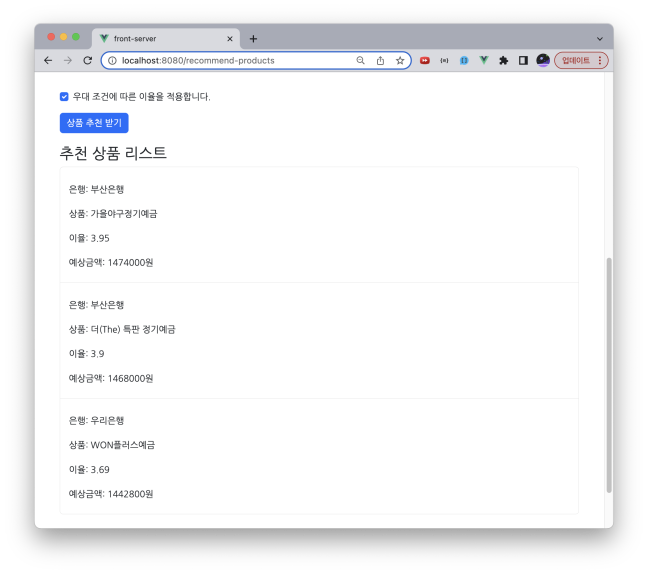 front-server
localhost:8080/recommend-products
업데이트
우대 조건에 따른 이율을 적용합니다.
상품 추천 받기
추천 상품 리스트
은행: 부산은행
상품: 가을야구정기예금
이율: 3.95
예상금액: 1474000원
은행: 부산은행
상품: 더(The) 특판 정기예금
이율: 3.9
예상금액: 1468000원
은행: 우리은행
상품: WON플러스예금
이율: 3.69
예상금액: 1442800원